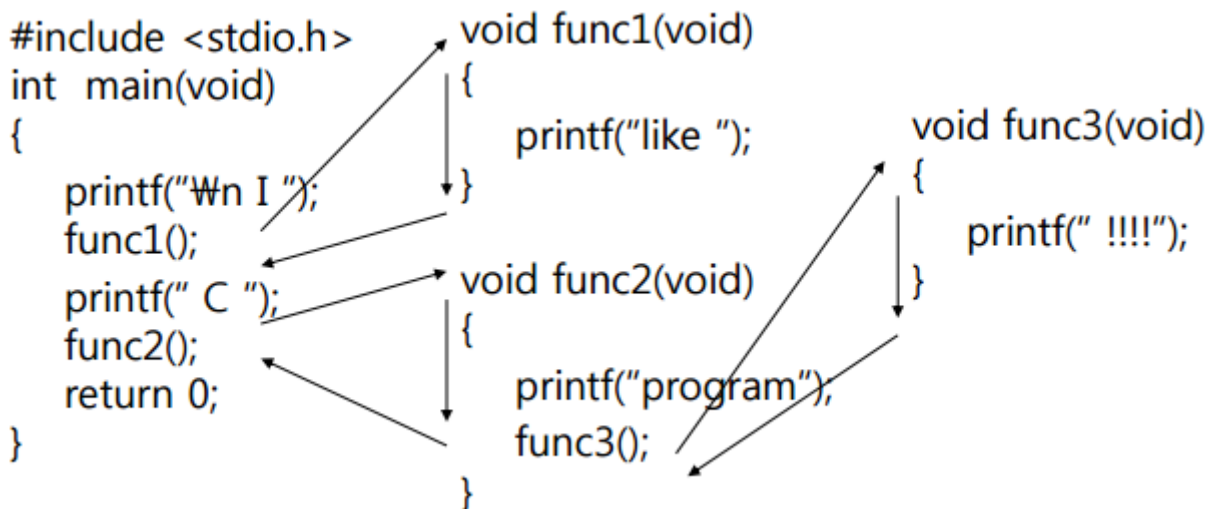 #include <stdio.h>
int main(void)
{
printf("₩n I ");
func1();
printf(" C ");
func2();
return 0;
}
void func1(void)
{
printf("like ");
}
void func2(void)
{
printf("program");
func3();
}
void func3(void)
{
printf(" !!!!");
}